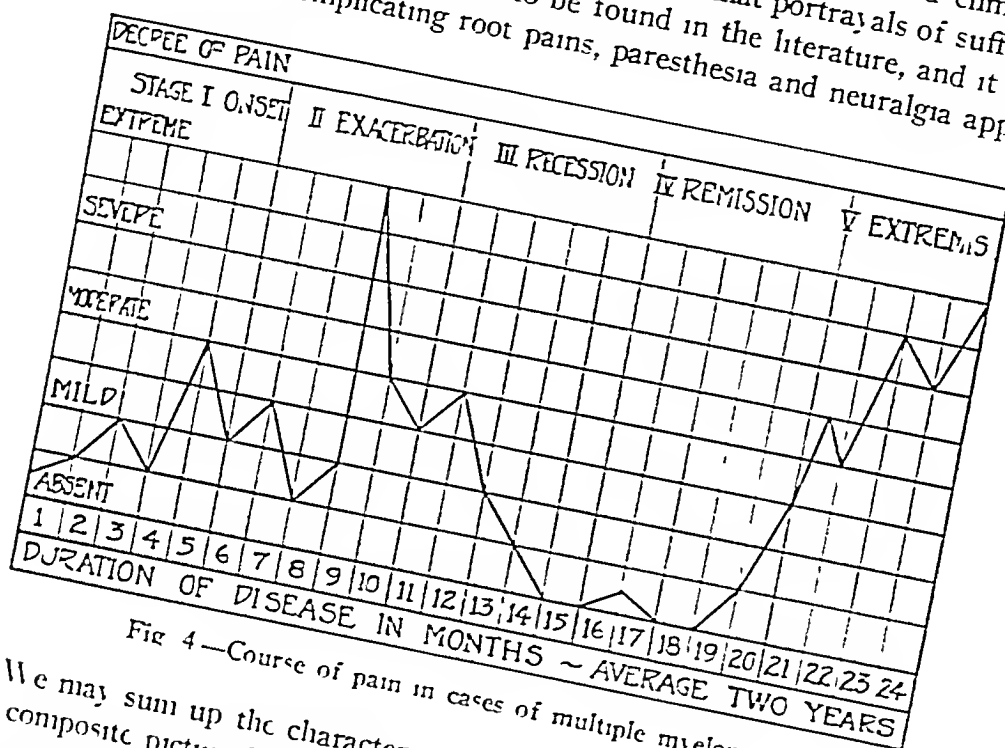 portrayals of suff
mplicating root pains, paresthesia and neuralgia app
to be found in the literature, and it
DECREE OF PAIN
STAGE I ONSET
II EXACERBATION
III RECESSION
IV REMISSION
V EXTREMIS
EXTREME
SEVERE
MODERATE
MILD
ABSENT
1 2 3 4 5 6 7 8 9 10 11 12 13 14 15 16 17 18 19 20 21 22 23 24
DURATION OF DISEASE IN MONTHS ~ AVERAGE TWO YEARS
Fig 4—Course of pain in cases of multiple myelo
We may sum up the character
composite